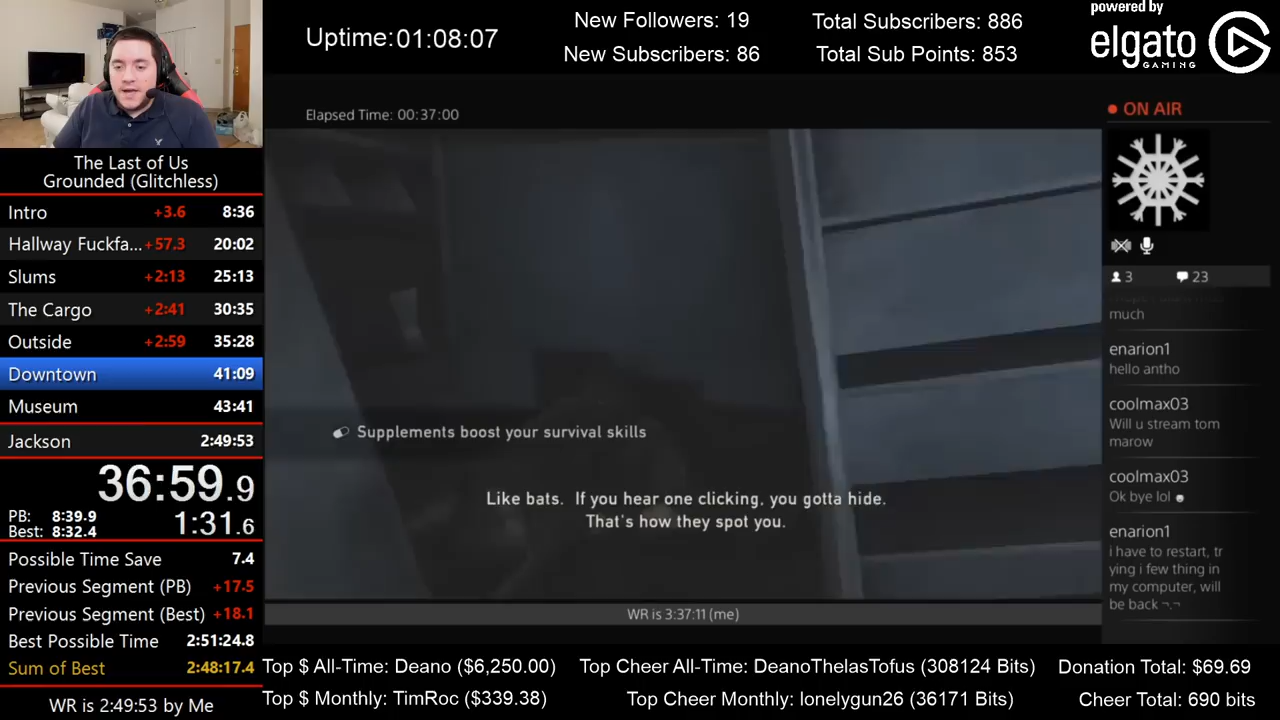 Uptime: 01:08:07
New Followers: 19
New Subscribers: 86
Total Subscribers: 886
Total Sub Points: 853
powered by
elgato
GAMING
The Last of Us
Grounded (Glitchless)
Intro +3.6 8:36
Hallway Fuckfa... +57.3 20:02
Slums +2:13 25:13
The Cargo +2:41 30:35
Outside +2:59 35:28
Downtown 41:09
Museum 43:41
Jackson 2:49:53
36:59.9
PB: 8:39.9
Best: 8:32.4
1:31.6
Possible Time Save 7.4
Previous Segment (PB) +17.5
Previous Segment (Best) +18.1
Best Possible Time 2:51:24.8
Sum of Best 2:48:17.4
WR is 2:49:53 by Me
Elapsed Time: 00:37:00
Supplements boost your survival skills
Like bats. If you hear one clicking, you gotta hide.
That's how they spot you.
WR is 3:37:11 (me)
ON AIR
3 23
much
enarion1
hello antho
coolmax03
Will u stream tom
marow
coolmax03
Ok bye lol
enarion1
i have to restart, tr
ying i few thing in
my computer, will
be back ¬.¬
Top $ All-Time: Deano ($6,250.00)
Top Cheer All-Time: DeanoThelasTofus (308124 Bits)
Donation Total: $69.69
Top $ Monthly: TimRoc ($339.38)
Top Cheer Monthly: lonelygun26 (36171 Bits)
Cheer Total: 690 bits